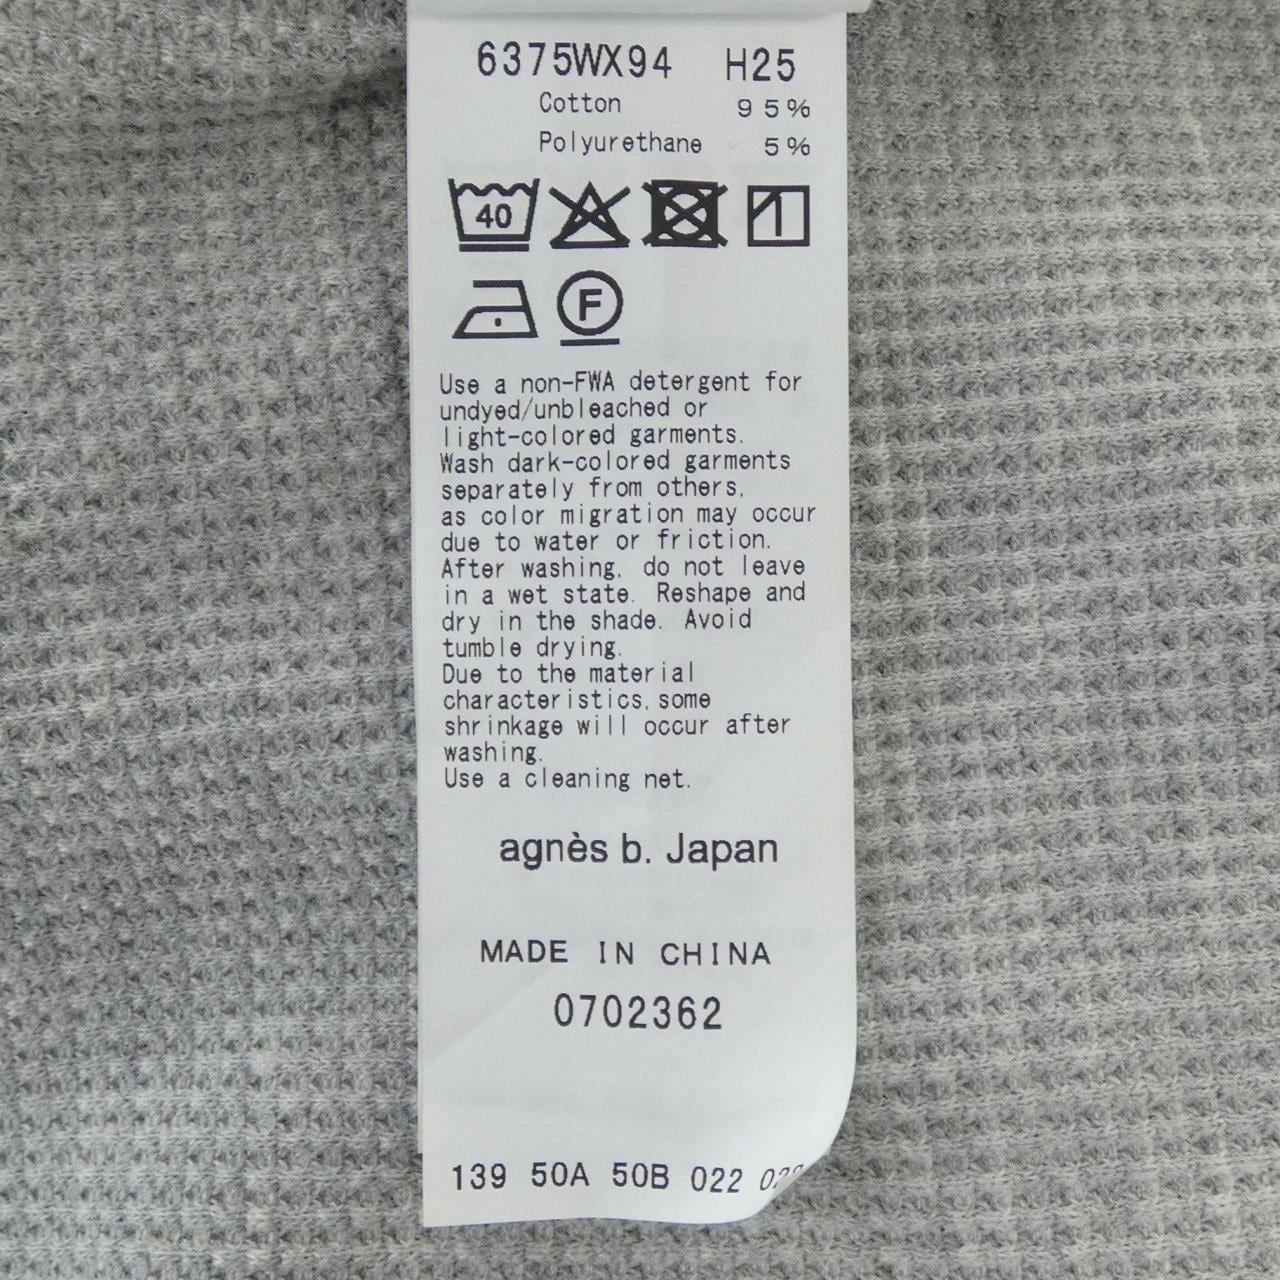 6375WX94 H25
Cotton 95%
Polyurethane 5%
40
F
Use a non-FWA detergent for
undyed/unbleached or
light-colored garments.
Wash dark-colored garments
separately from others,
as color migration may occur
due to water or friction.
After washing, do not leave
in a wet state. Reshape and
dry in the shade. Avoid
tumble drying.
Due to the material
characteristics, some
shrinkage will occur after
washing.
Use a cleaning net.
agnès b. Japan
MADE IN CHINA
0702362
139 50A 50B 022